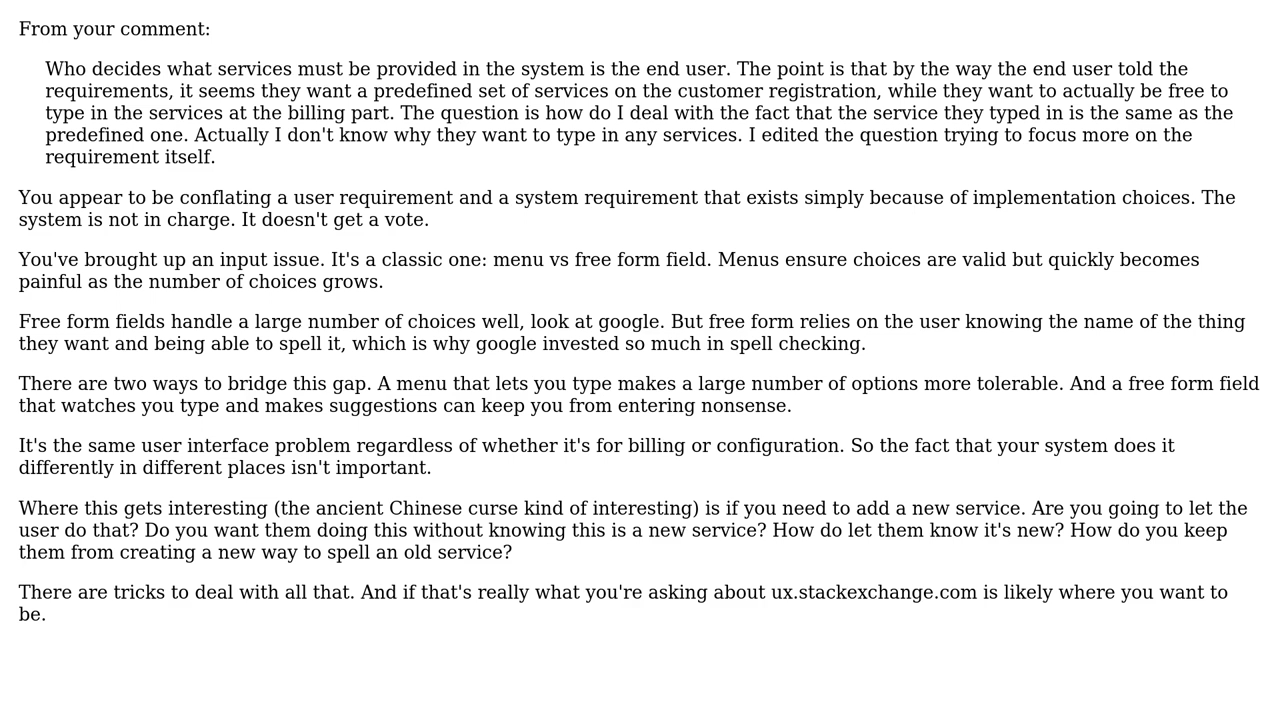 From your comment:
Who decides what services must be provided in the system is the end user. The point is that by the way the end user told the
requirements, it seems they want a predefined set of services on the customer registration, while they want to actually be free to
type in the services at the billing part. The question is how do I deal with the fact that the service they typed in is the same as the
predefined one. Actually I don't know why they want to type in any services. I edited the question trying to focus more on the
requirement itself.
You appear to be conflating a user requirement and a system requirement that exists simply because of implementation choices. The
system is not in charge. It doesn't get a vote.
You've brought up an input issue. It's a classic one: menu vs free form field. Menus ensure choices are valid but quickly becomes
painful as the number of choices grows.
Free form fields handle a large number of choices well, look at google. But free form relies on the user knowing the name of the thing
they want and being able to spell it, which is why google invested so much in spell checking.
There are two ways to bridge this gap. A menu that lets you type makes a large number of options more tolerable. And a free form field
that watches you type and makes suggestions can keep you from entering nonsense.
It's the same user interface problem regardless of whether it's for billing or configuration. So the fact that your system does it
differently in different places isn't important.
Where this gets interesting (the ancient Chinese curse kind of interesting) is if you need to add a new service. Are you going to let the
user do that? Do you want them doing this without knowing this is a new service? How do let them know it's new? How do you keep
them from creating a new way to spell an old service?
There are tricks to deal with all that. And if that's really what you're asking about ux.stackexchange.com is likely where you want to
be.